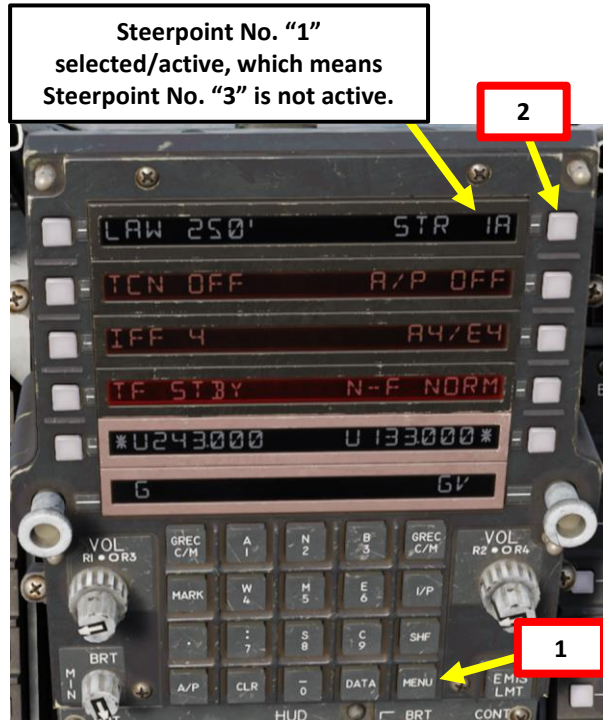 Steerpoint No. “1”
selected/active, which means
Steerpoint No. “3” is not active.
2
LAW 250' STR 1A
TCN OFF A/P OFF
IFF 4 A4/E4
TF STBY N-F NORM
*U243.000 U133.000*
G GV
VOL
R1 O R3
GREC
C/M
A
1
N
2
B
3
GREC
C/M
VOL
R2 O R4
MARK
W
4
M
5
E
6
I/P
.
:
7
S
8
C
9
SHF
1
BRT
MIN
A/P
CLR
–
0
DATA
MENU
EMIS
LMT
HUD
BRT
CONT